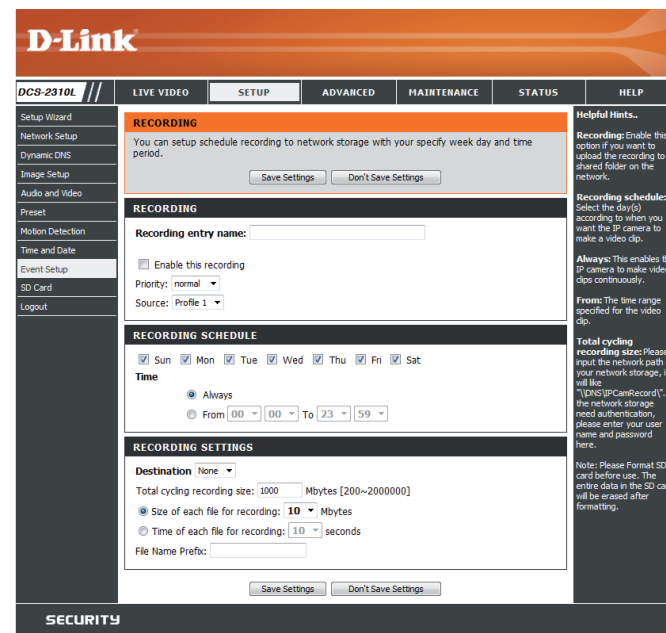 D-Link
DCS-2310L // LIVE VIDEO SETUP ADVANCED MAINTENANCE STATUS HELP
Setup Wizard
Network Setup
Dynamic DNS
Image Setup
Audio and Video
Preset
Motion Detection
Time and Date
Event Setup
SD Card
Logout
RECORDING
You can setup schedule recording to network storage with your specify week day and time
period.
Save Settings Don't Save Settings
RECORDING
Recording entry name:
Enable this recording
Priority: normal
Source: Profile 1
RECORDING SCHEDULE
Sun Mon Tue Wed Thu Fri Sat
Time
Always
From 00 00 To 23 59
RECORDING SETTINGS
Destination None
Total cycling recording size: 1000 Mbytes [200~2000000]
Size of each file for recording: 10 Mbytes
Time of each file for recording: 10 seconds
File Name Prefix:
Save Settings Don't Save Settings
Helpful Hints..
Recording: Enable this
option if you want to
upload the recording to
shared folder on the
network.
Recording schedule:
Select the day(s)
according to when you
want the IP camera to
make a video clip.
Always: This enables
IP camera to make
clips continuously.
From: The time range
specified for the video
clip.
Total cycling
recording size: Please
input the network path
your network storage,
will like
"\\DNS\IPCamRecord\".
the network storage
need authentication,
please enter your user
name and password
here.
Note: Please Format SD
card before use. The
entire data in the SD
will be erased after
formatting.
SECURITY